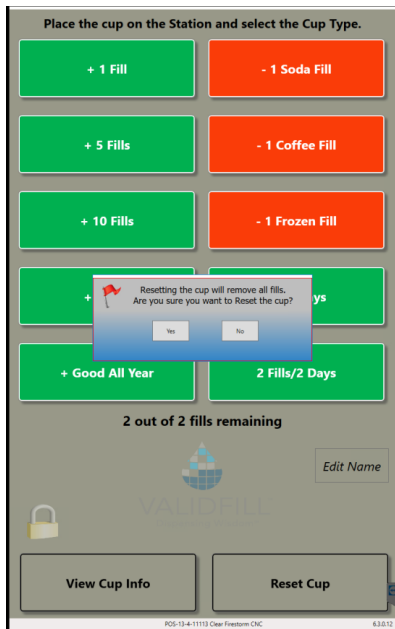 Place the cup on the Station and select the Cup Type.
+ 1 Fill
- 1 Soda Fill
+ 5 Fills
- 1 Coffee Fill
+ 10 Fills
- 1 Frozen Fill
+
ys
Resetting the cup will remove all fills.
Are you sure you want to Reset the cup?
Yes
No
+ Good All Year
2 Fills/2 Days
2 out of 2 fills remaining
Edit Name
VALIDFILL
View Cup Info
Reset Cup
POS-13-4-11113 Clear Firestorm CNC
6.3.0.12